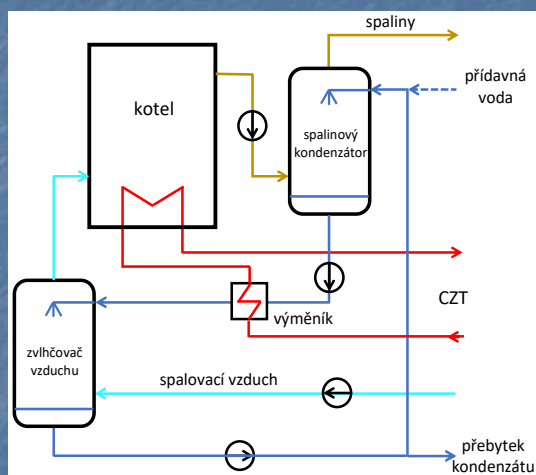 spaliny
kotel
přídavná
voda
spalinový
kondenzátor
výměník
CZT
zvlhčovač
vzduchu
spalovací vzduch
přebytek
kondenzátu